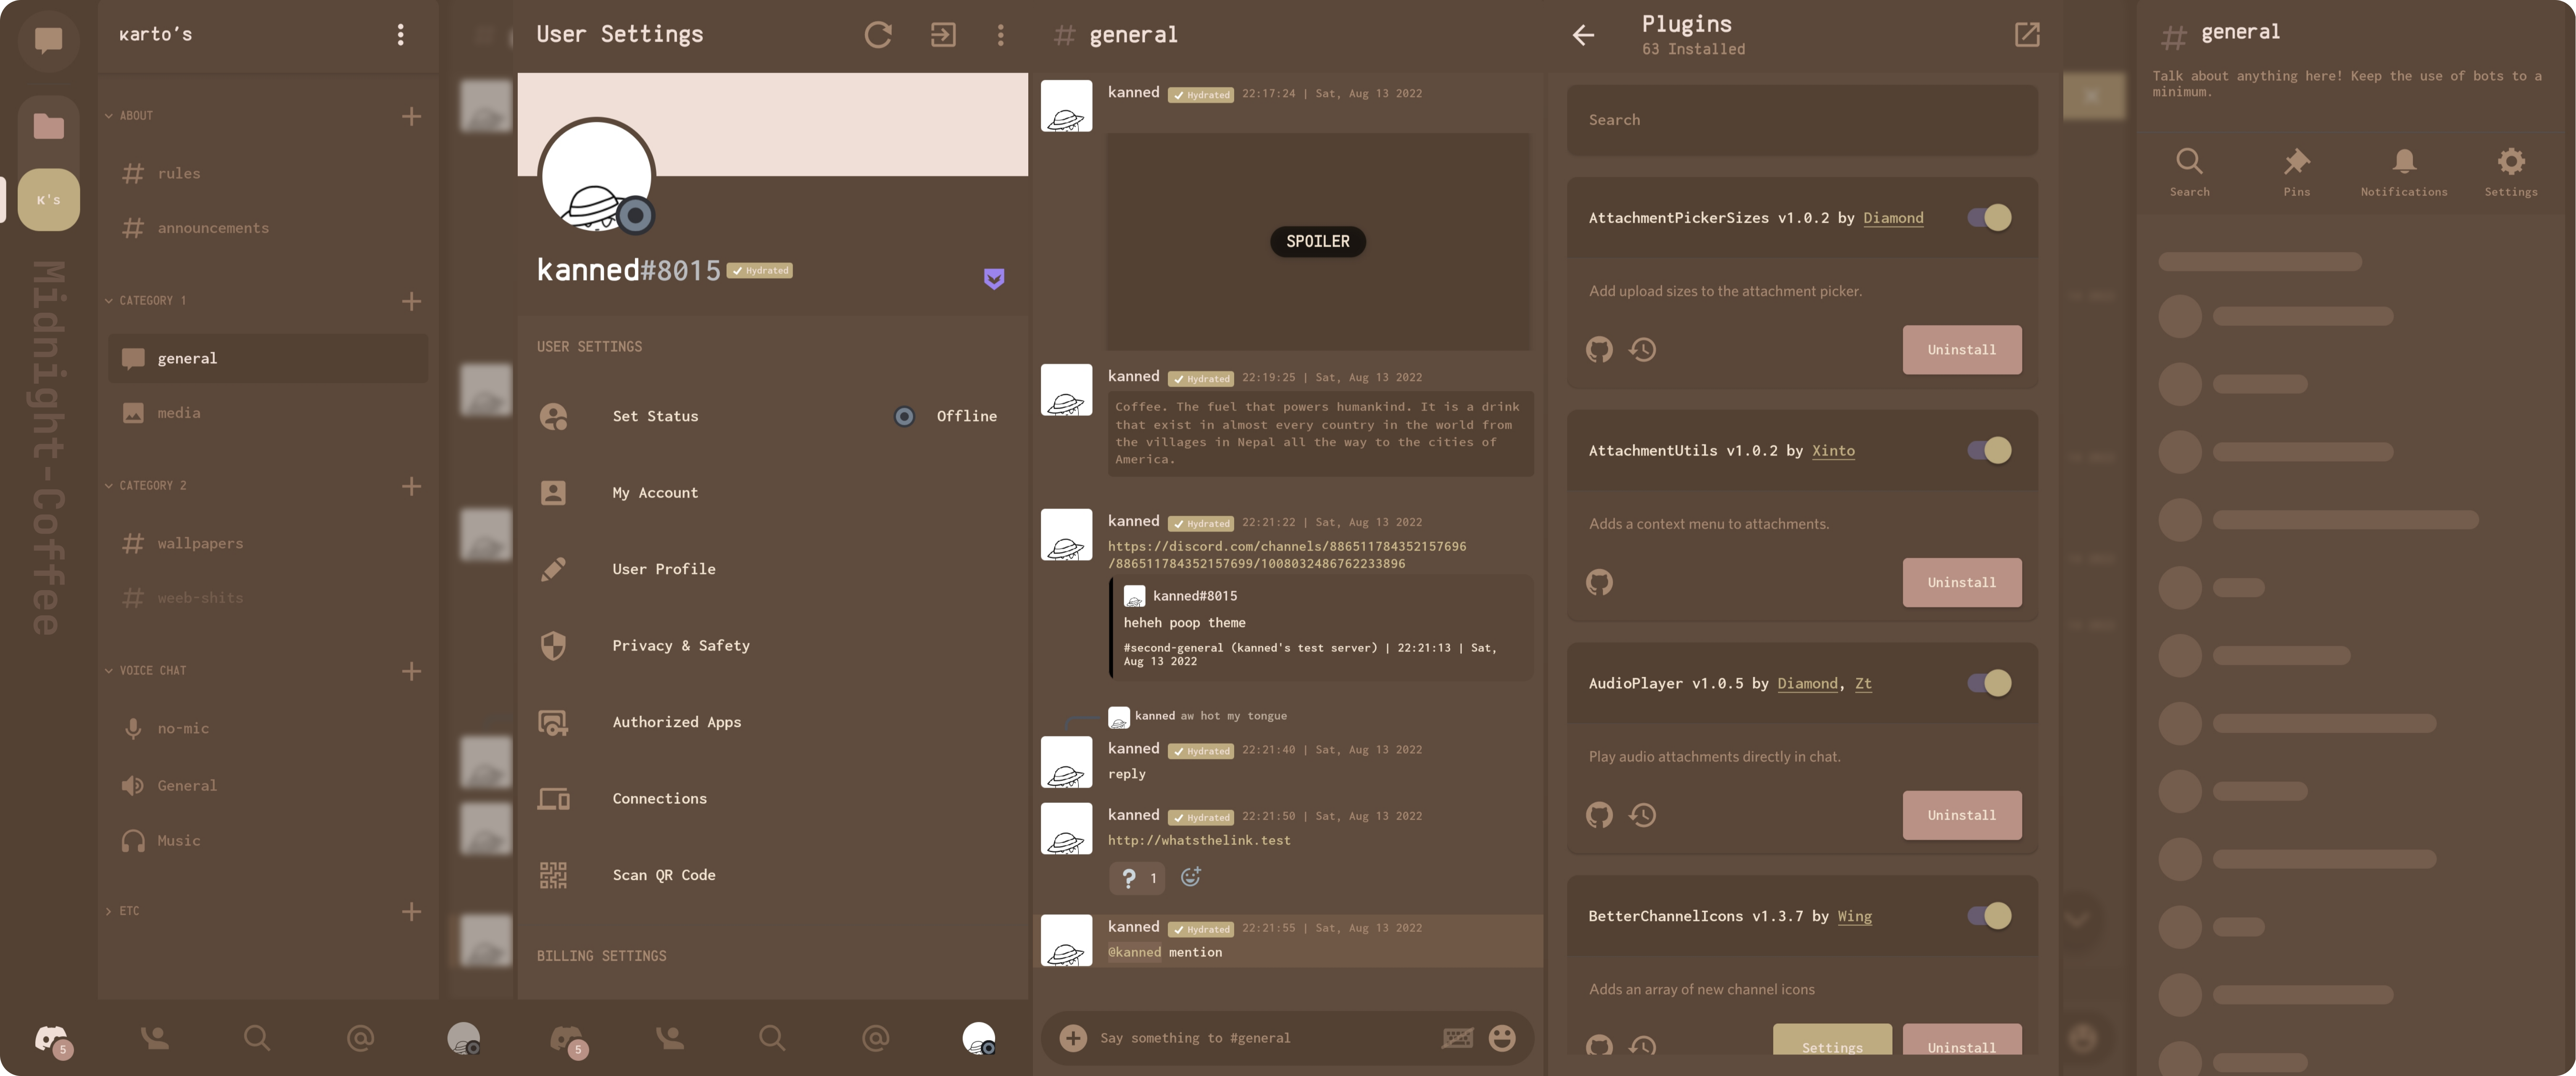 karto's
ABOUT
rules
announcements
K's
CATEGORY 1
general
media
CATEGORY 2
wallpapers
weeb-shits
VOICE CHAT
no-mic
General
Music
ETC
Midnight-Coffee
5
User Settings
kanned#8015 Hydrated
USER SETTINGS
Set Status Offline
My Account
User Profile
Privacy & Safety
Authorized Apps
Connections
Scan QR Code
BILLING SETTINGS
5
# general
kanned Hydrated 22:17:24 | Sat, Aug 13 2022
SPOILER
kanned Hydrated 22:19:25 | Sat, Aug 13 2022
Coffee. The fuel that powers humankind. It is a drink
that exist in almost every country in the world from
the villages in Nepal all the way to the cities of
America.
kanned Hydrated 22:21:22 | Sat, Aug 13 2022
https://discord.com/channels/886511784352157696
/886511784352157699/1008032486762233896
kanned#8015
heheh poop theme
#second-general (kanned's test server) | 22:21:13 | Sat,
Aug 13 2022
kanned aw hot my tongue
kanned Hydrated 22:21:40 | Sat, Aug 13 2022
reply
kanned Hydrated 22:21:50 | Sat, Aug 13 2022
http://whatsthelink.test
? 1
kanned Hydrated 22:21:55 | Sat, Aug 13 2022
@kanned mention
Say something to #general
Plugins
63 Installed
Search
AttachmentPickerSizes v1.0.2 by Diamond
Add upload sizes to the attachment picker.
Uninstall
AttachmentUtils v1.0.2 by Xinto
Adds a context menu to attachments.
Uninstall
AudioPlayer v1.0.5 by Diamond, Zt
Play audio attachments directly in chat.
Uninstall
BetterChannelIcons v1.3.7 by Wing
Adds an array of new channel icons
Settings Uninstall
# general
Talk about anything here! Keep the use of bots to a
minimum.
Search Pins Notifications Settings